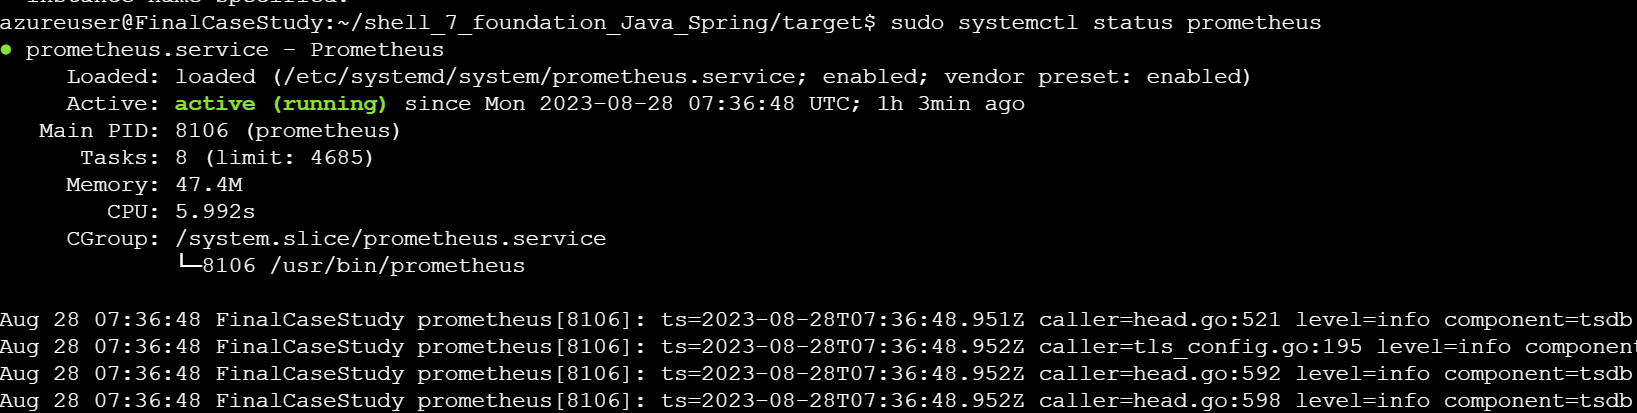 azureuser@FinalCaseStudy:~/shell_7_foundation_Java_Spring/target$ sudo systemctl status prometheus
● prometheus.service - Prometheus
Loaded: loaded (/etc/systemd/system/prometheus.service; enabled; vendor preset: enabled)
Active: active (running) since Mon 2023-08-28 07:36:48 UTC; 1h 3min ago
Main PID: 8106 (prometheus)
Tasks: 8 (limit: 4685)
Memory: 47.4M
CPU: 5.992s
CGroup: /system.slice/prometheus.service
└─8106 /usr/bin/prometheus
Aug 28 07:36:48 FinalCaseStudy prometheus[8106]: ts=2023-08-28T07:36:48.951Z caller=head.go:521 level=info component=tsdb
Aug 28 07:36:48 FinalCaseStudy prometheus[8106]: ts=2023-08-28T07:36:48.952Z caller=tls_config.go:195 level=info component
Aug 28 07:36:48 FinalCaseStudy prometheus[8106]: ts=2023-08-28T07:36:48.952Z caller=head.go:592 level=info component=tsdb
Aug 28 07:36:48 FinalCaseStudy prometheus[8106]: ts=2023-08-28T07:36:48.952Z caller=head.go:598 level=info component=tsdb